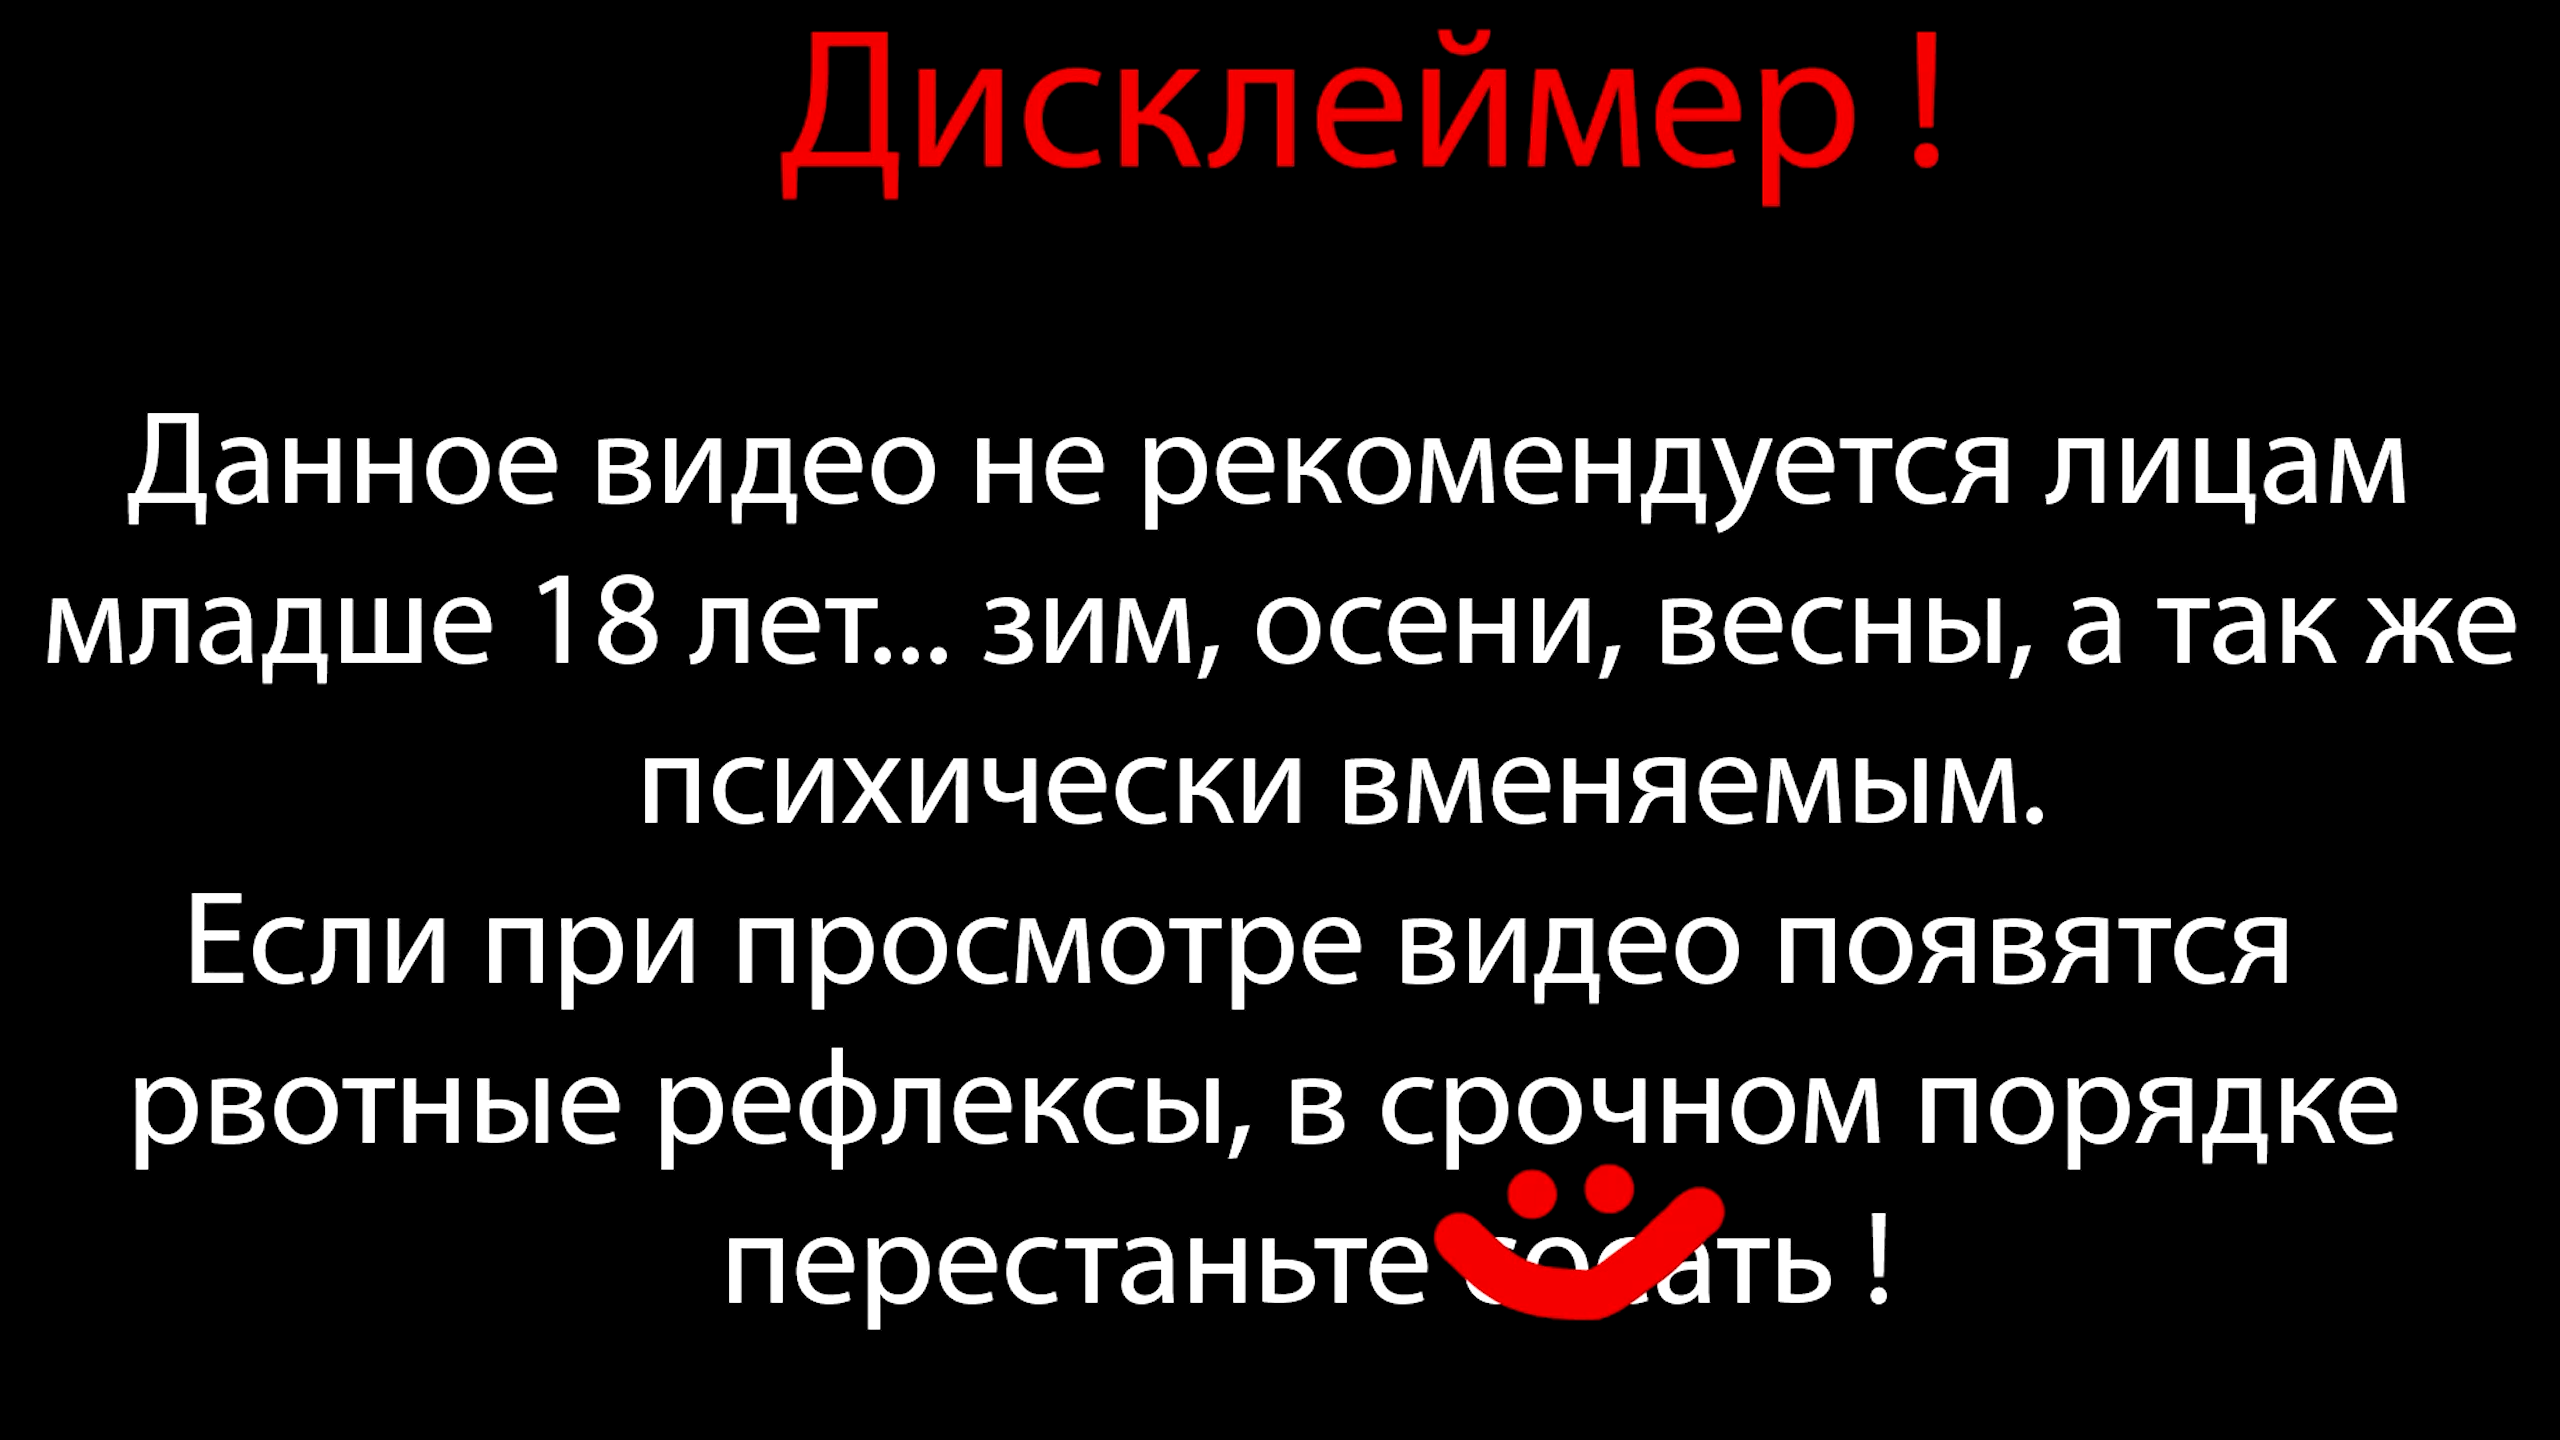 Дисклеймер !
Данное видео не рекомендуется лицам
младше 18 лет... зим, осени, весны, а так же
психически вменяемым.
Если при просмотре видео появятся
рвотные рефлексы, в срочном порядке
перестаньте сосать !